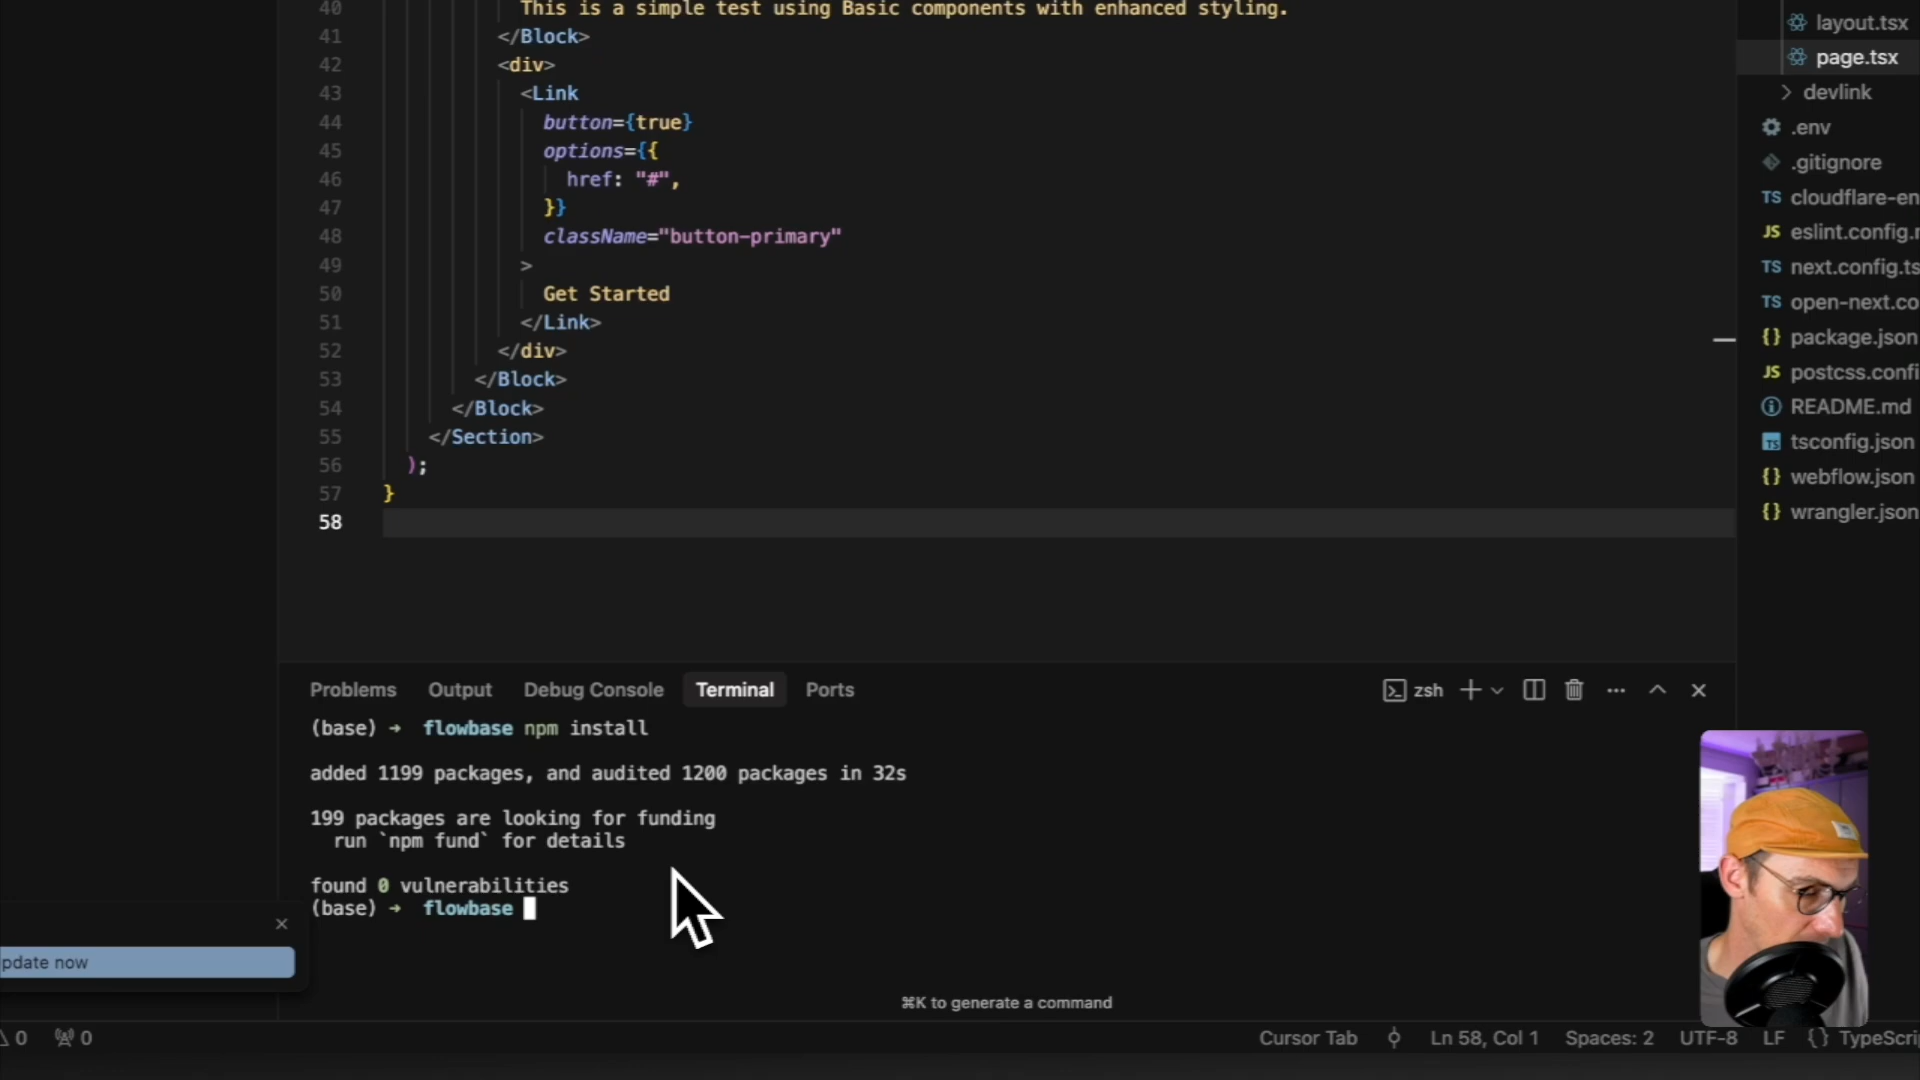 40 This is a simple test using Basic components with enhanced styling.
41 </Block>
42 <div>
43 <Link
44 button={true}
45 options={{
46 href: "#",
47 }}
48 className="button-primary"
49 >
50 Get Started
51 </Link>
52 </div>
53 </Block>
54 </Block>
55 </Section>
56 );
57 }
58
layout.tsx
page.tsx
devlink
.env
.gitignore
TS cloudflare-en
JS eslint.config.
TS next.config.ts
TS open-next.co
{} package.json
JS postcss.confi
README.md
TS tsconfig.json
{} webflow.json
{} wrangler.json
Problems Output Debug Console Terminal Ports
zsh
(base) → flowbase npm install
added 1199 packages, and audited 1200 packages in 32s
199 packages are looking for funding
run `npm fund` for details
found 0 vulnerabilities
(base) → flowbase
pdate now
⌘K to generate a command
0 0
Cursor Tab Ln 58, Col 1 Spaces: 2 UTF-8 LF {} TypeScri